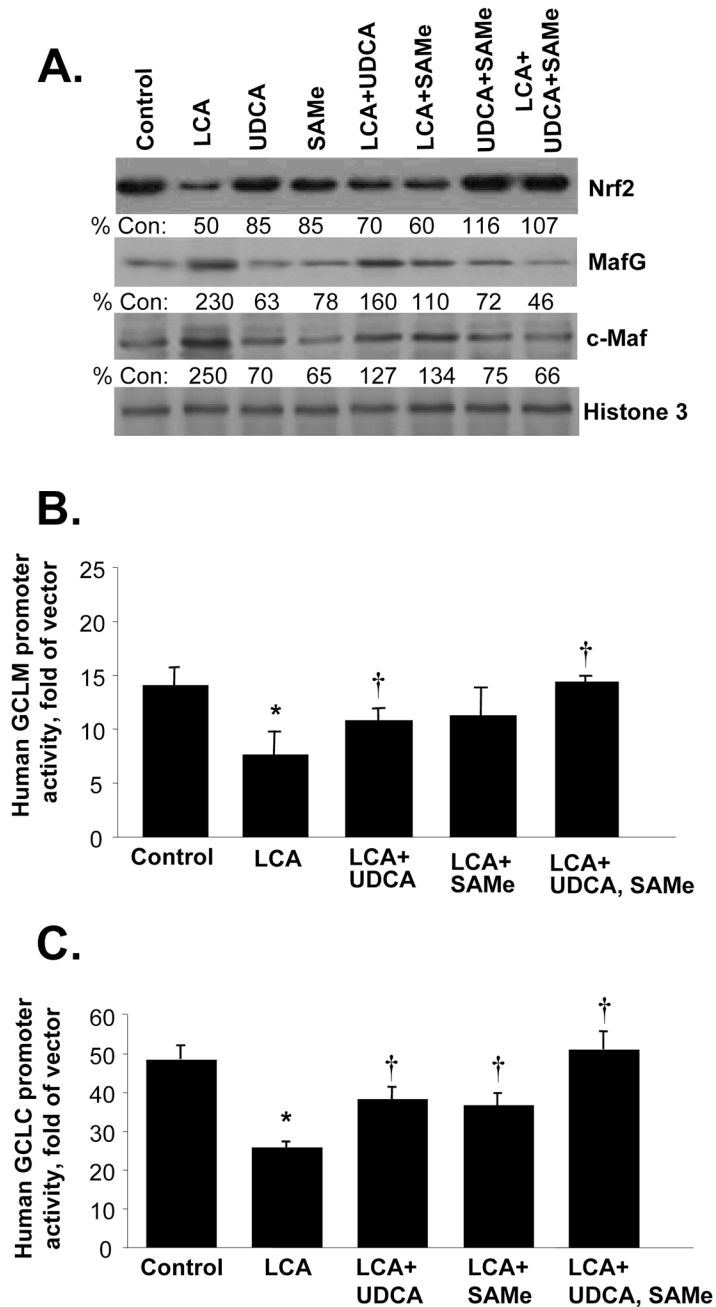 A.
Control
LCA
UDCA
SAMe
LCA+UDCA
LCA+SAMe
UDCA+SAMe
LCA+
UDCA+SAMe
Nrf2
% Con: 50 85 85 70 60 116 107
MafG
% Con: 230 63 78 160 110 72 46
c-Maf
% Con: 250 70 65 127 134 75 66
Histone 3
B.
Human GCLM promoter
activity, fold of vector
25
20
15
10
5
0
*
†
†
Control
LCA
LCA+
UDCA
LCA+
SAMe
LCA+
UDCA, SAMe
C.
Human GCLC promoter
activity, fold of vector
60
50
40
30
20
10
0
*
†
†
†
Control
LCA
LCA+
UDCA
LCA+
SAMe
LCA+
UDCA, SAMe